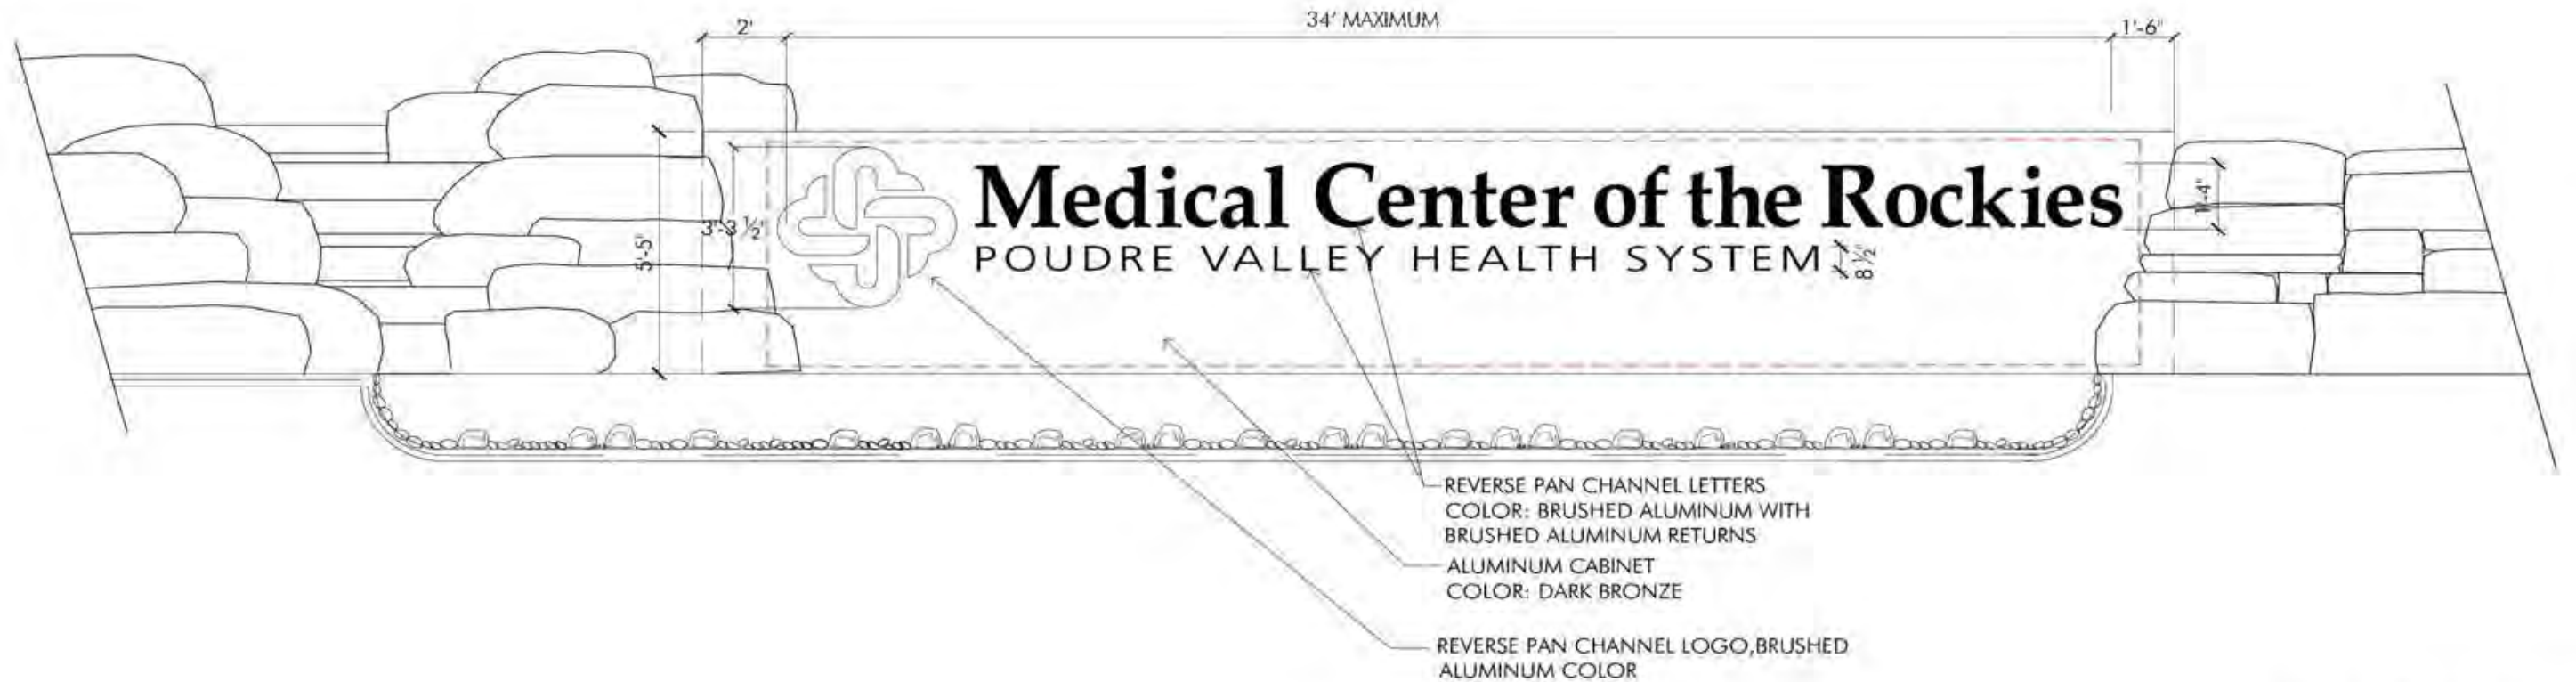 34' MAXIMUM
2'
1'-6"
Medical Center of the Rockies
POUDRE VALLEY HEALTH SYSTEM
3'-3 ½"
5'-5"
8 ½"
REVERSE PAN CHANNEL LETTERS
COLOR: BRUSHED ALUMINUM WITH
BRUSHED ALUMINUM RETURNS
ALUMINUM CABINET
COLOR: DARK BRONZE
REVERSE PAN CHANNEL LOGO,BRUSHED
ALUMINUM COLOR